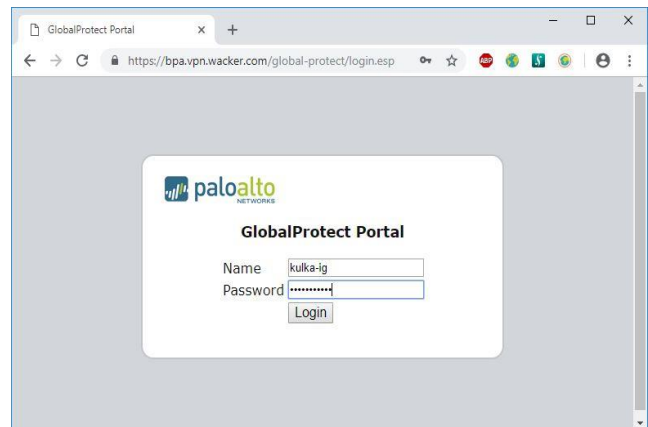 GlobalProtect Portal
https://bpa.vpn.wacker.com/global-protect/login.esp
ABP
S
paloalto
NETWORKS
GlobalProtect Portal
Name kulka-ig
Password •••••••••••
Login